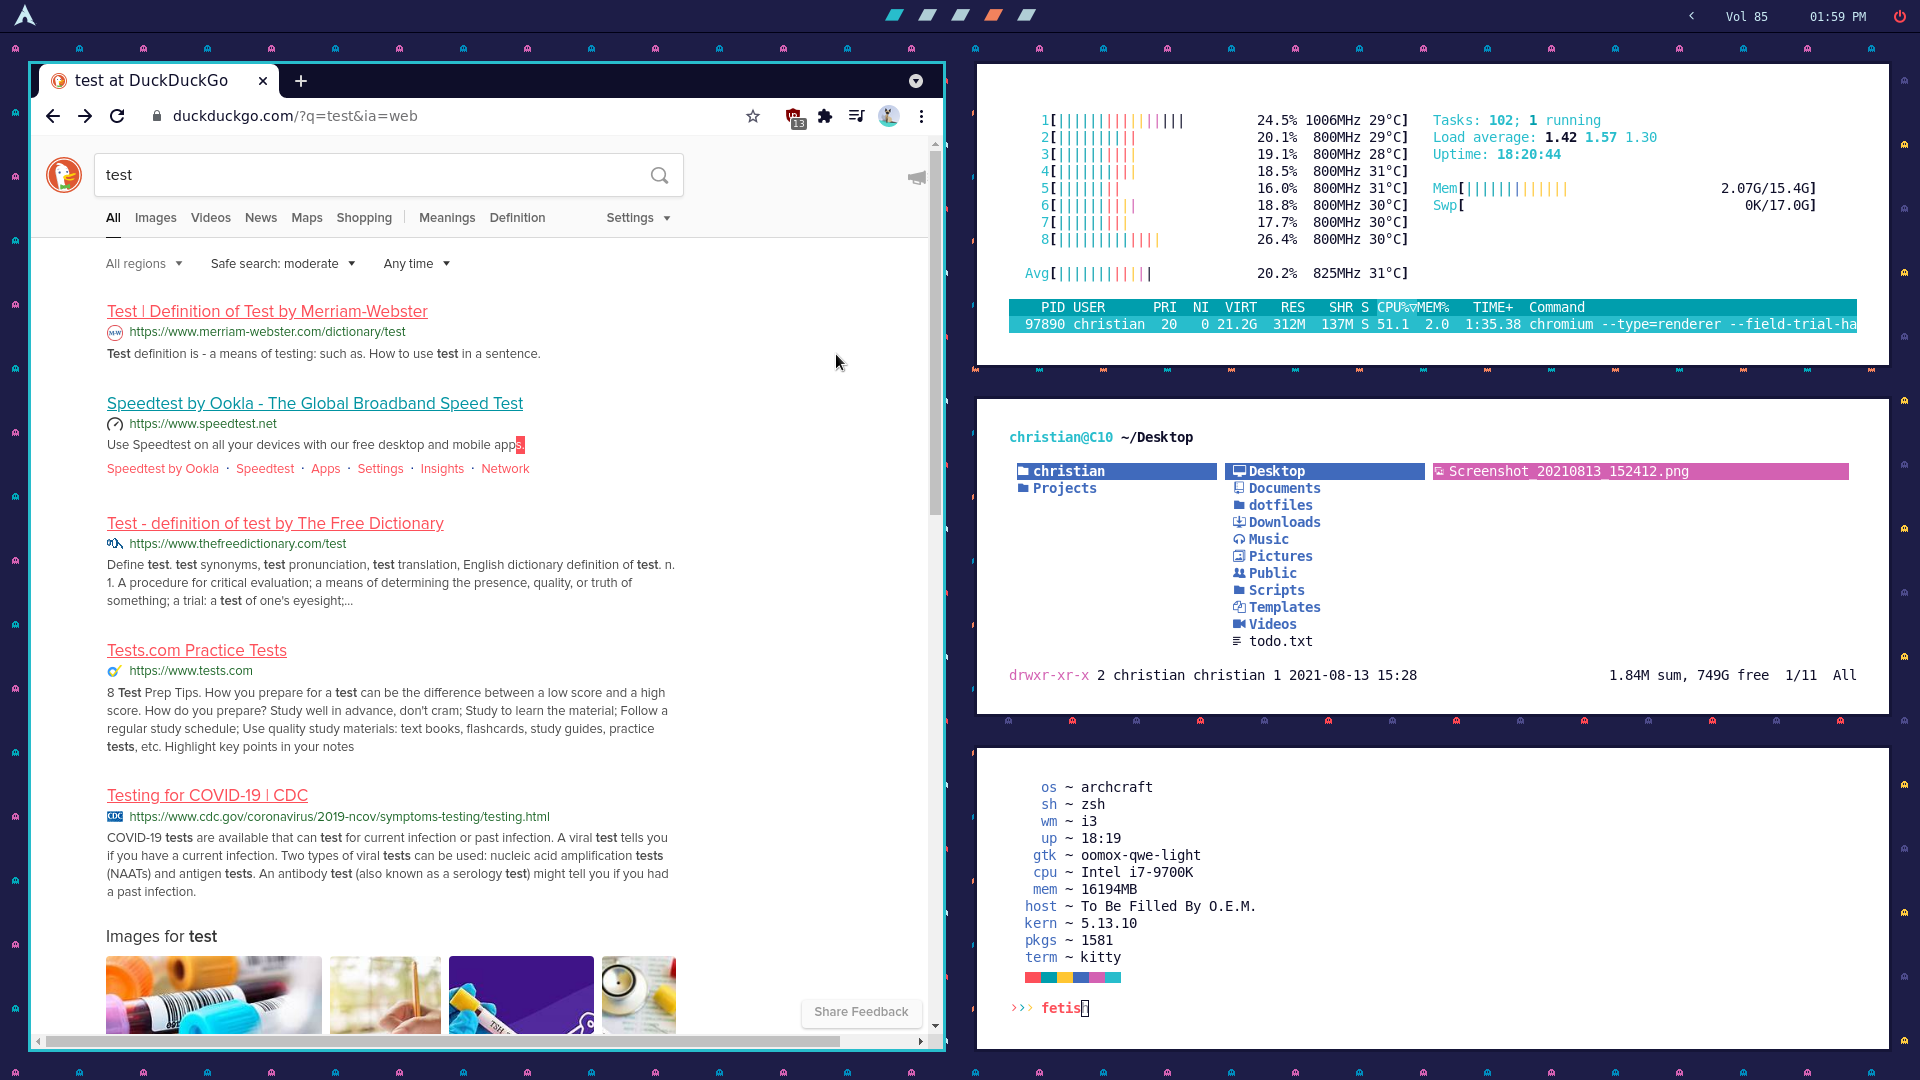 Vol 85 01:59 PM
test at DuckDuckGo
duckduckgo.com/?q=test&ia=web
13
test
All Images Videos News Maps Shopping Meanings Definition Settings
All regions Safe search: moderate Any time
Test | Definition of Test by Merriam-Webster
https://www.merriam-webster.com/dictionary/test
Test definition is - a means of testing: such as. How to use test in a sentence.
Speedtest by Ookla - The Global Broadband Speed Test
https://www.speedtest.net
Use Speedtest on all your devices with our free desktop and mobile apps.
Speedtest by Ookla · Speedtest · Apps · Settings · Insights · Network
Test - definition of test by The Free Dictionary
https://www.thefreedictionary.com/test
Define test. test synonyms, test pronunciation, test translation, English dictionary definition of test. n.
1. A procedure for critical evaluation; a means of determining the presence, quality, or truth of
something; a trial: a test of one's eyesight;...
Tests.com Practice Tests
https://www.tests.com
8 Test Prep Tips. How you prepare for a test can be the difference between a low score and a high
score. How do you prepare? Study well in advance, don't cram; Study to learn the material; Follow a
regular study schedule; Use quality study materials: text books, flashcards, study guides, practice
tests, etc. Highlight key points in your notes
Testing for COVID-19 | CDC
CDC https://www.cdc.gov/coronavirus/2019-ncov/symptoms-testing/testing.html
COVID-19 tests are available that can test for current infection or past infection. A viral test tells you
if you have a current infection. Two types of viral tests can be used: nucleic acid amplification tests
(NAATs) and antigen tests. An antibody test (also known as a serology test) might tell you if you had
a past infection.
Images for test
Share Feedback
1[ 24.5% 1006MHz 29°C]
2[ 20.1% 800MHz 29°C]
3[ 19.1% 800MHz 28°C]
4[ 18.5% 800MHz 31°C]
5[ 16.0% 800MHz 31°C]
6[ 18.8% 800MHz 30°C]
7[ 17.7% 800MHz 30°C]
8[ 26.4% 800MHz 30°C]
Avg[ 20.2% 825MHz 31°C]
Tasks: 102; 1 running
Load average: 1.42 1.57 1.30
Uptime: 18:20:44
Mem[ 2.07G/15.4G]
Swp[ 0K/17.0G]
PID USER PRI NI VIRT RES SHR S CPU%▽MEM% TIME+ Command
97890 christian 20 0 21.2G 312M 137M S 51.1 2.0 1:35.38 chromium --type=renderer --field-trial-ha
christian@C10 ~/Desktop
christian
Projects
Desktop
Documents
dotfiles
Downloads
Music
Pictures
Public
Scripts
Templates
Videos
todo.txt
Screenshot_20210813_152412.png
drwxr-xr-x 2 christian christian 1 2021-08-13 15:28 1.84M sum, 749G free 1/11 All
os ~ archcraft
sh ~ zsh
wm ~ i3
up ~ 18:19
gtk ~ oomox-qwe-light
cpu ~ Intel i7-9700K
mem ~ 16194MB
host ~ To Be Filled By O.E.M.
kern ~ 5.13.10
pkgs ~ 1581
term ~ kitty
››› fetish